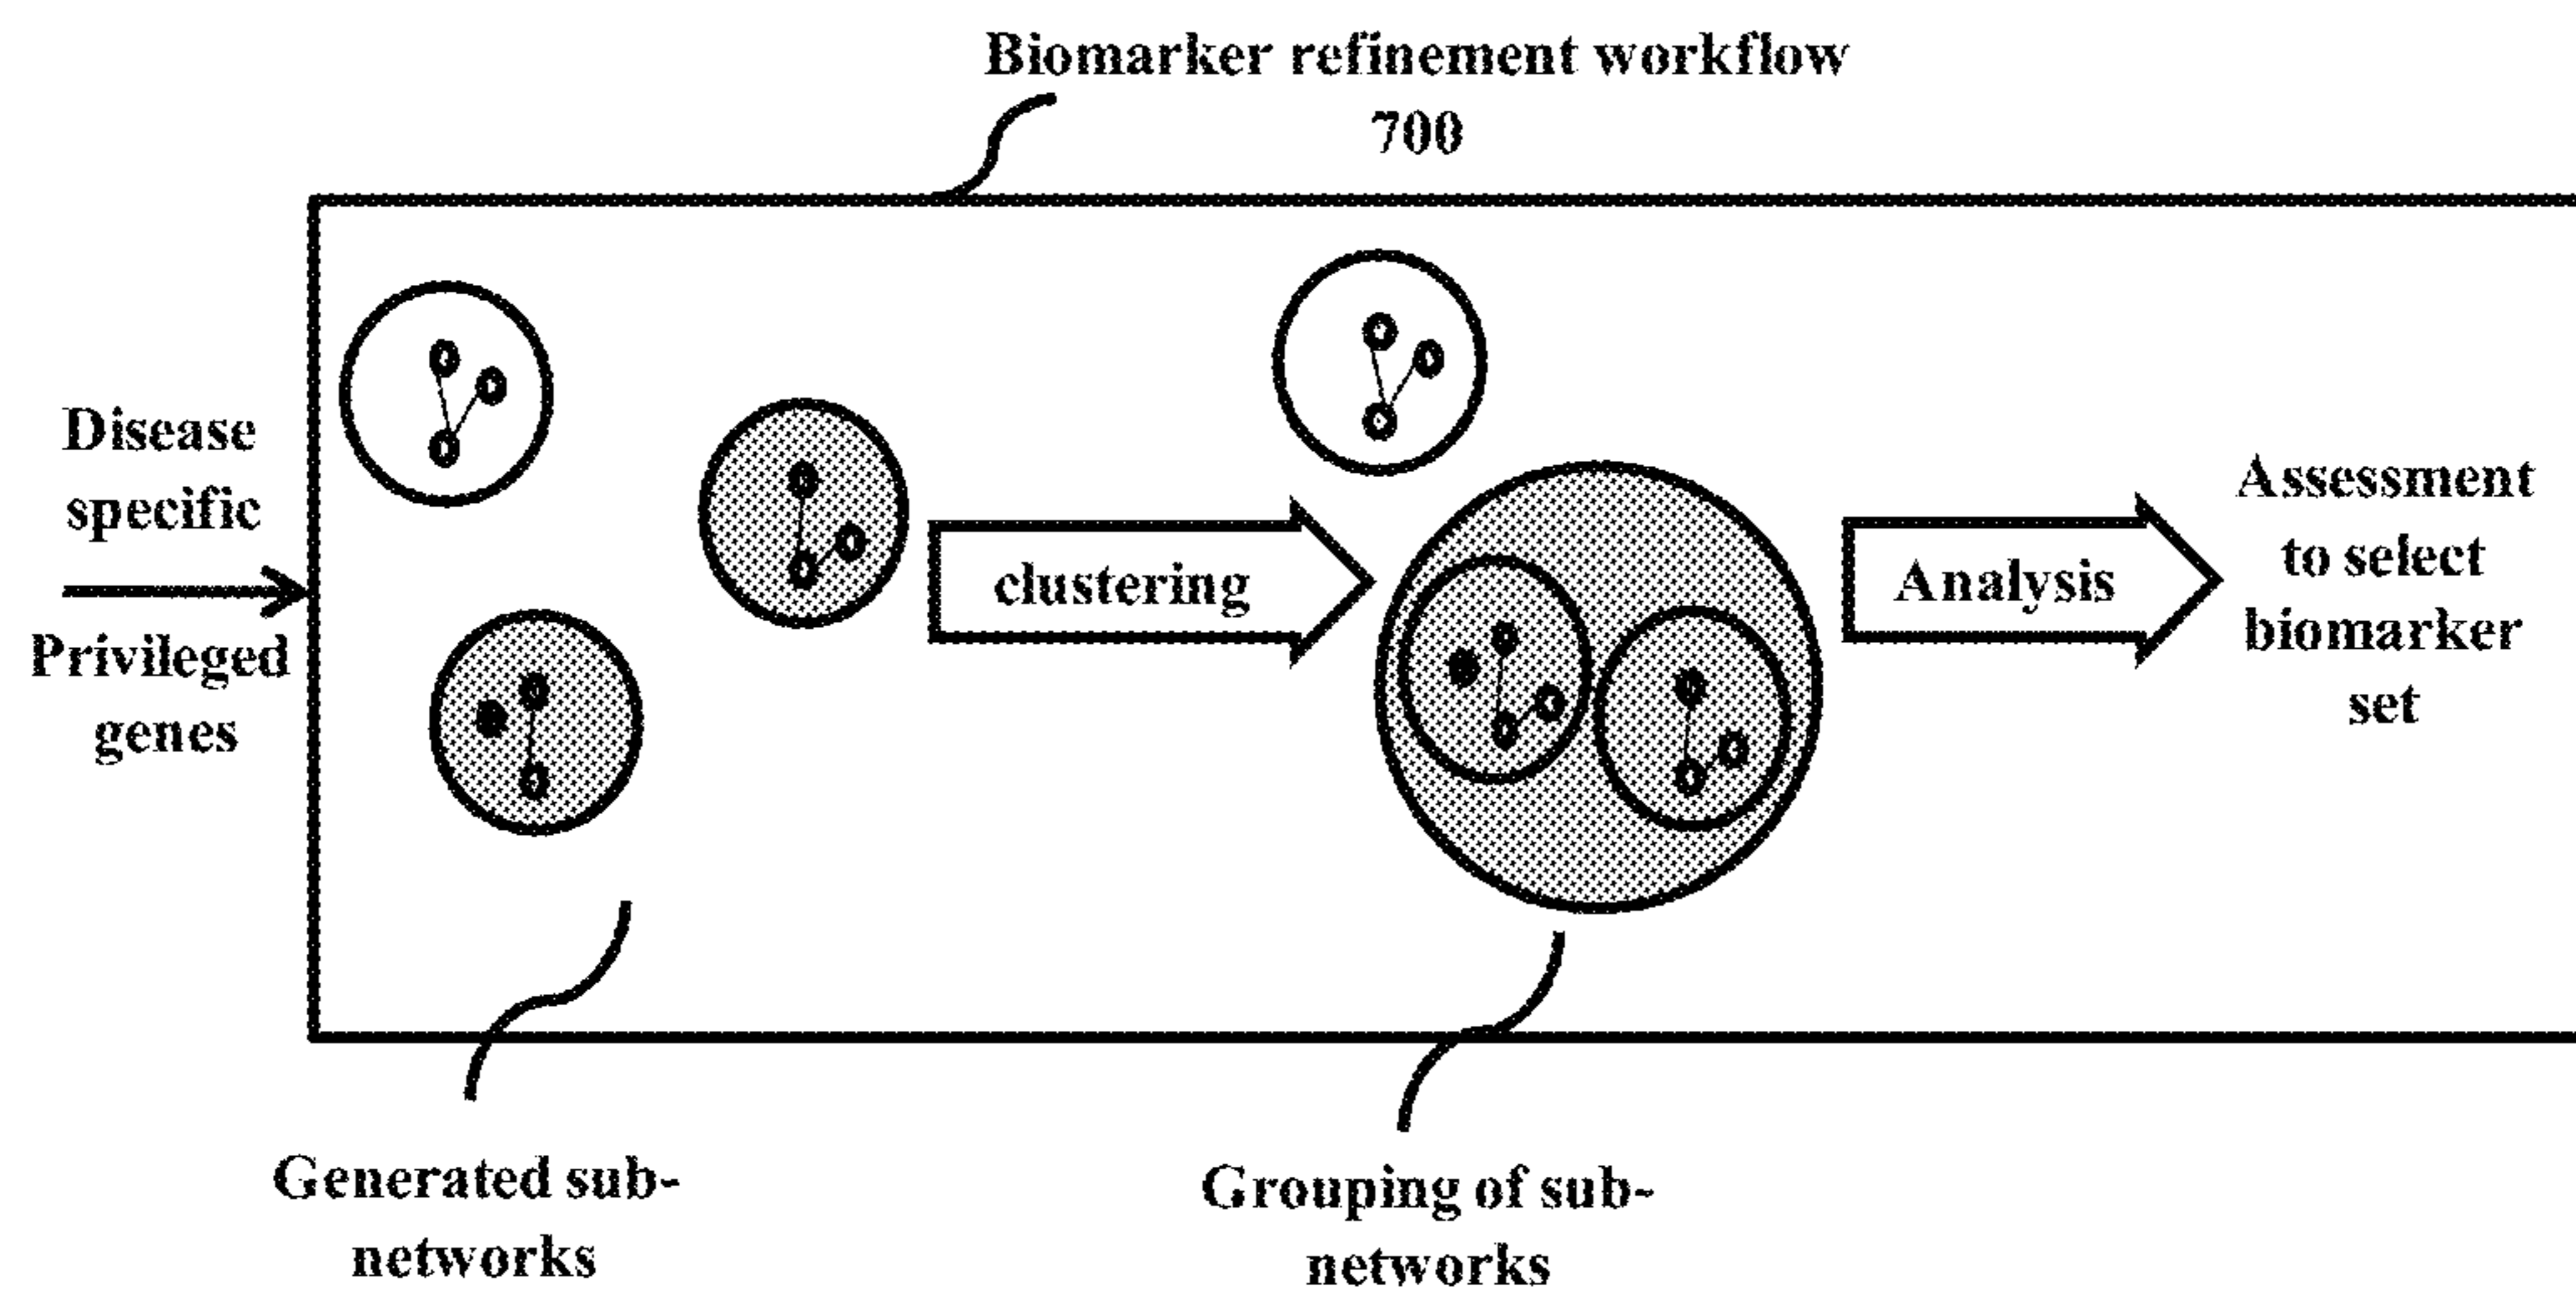 Biomarker refinement workflow
700
Disease
specific
Privileged
genes
clustering
Analysis
Assessment
to select
biomarker
set
Generated sub-
networks
Grouping of sub-
networks